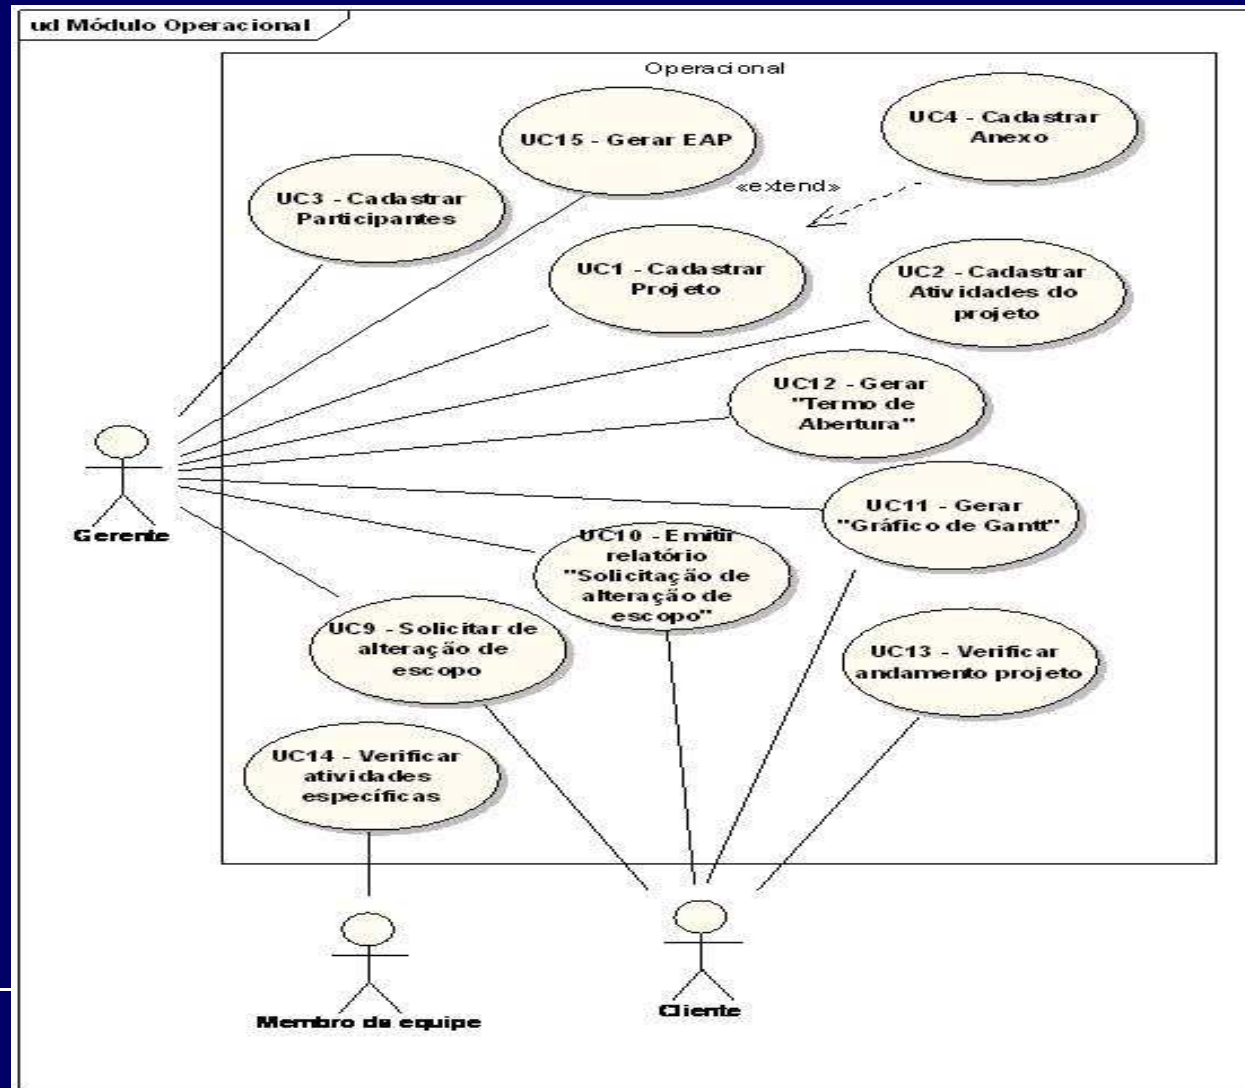 ud Módulo Operacional
Operacional
UC15 - Gerar EAP
UC4 - Cadastrar
Anexo
«extend»
UC3 - Cadastrar
Participantes
UC1 - Cadastrar
Projeto
UC2 - Cadastrar
Atividades do
projeto
UC12 - Gerar
"Termo de
Abertura"
UC11 - Gerar
"Gráfico de Gantt"
Gerente
UC10 - Emitir
relatório
"Solicitação de
alteração de
escopo"
UC9 - Solicitar de
alteração de
escopo
UC13 - Verificar
andamento projeto
UC14 - Verificar
atividades
específicas
Membro da equipe
Cliente